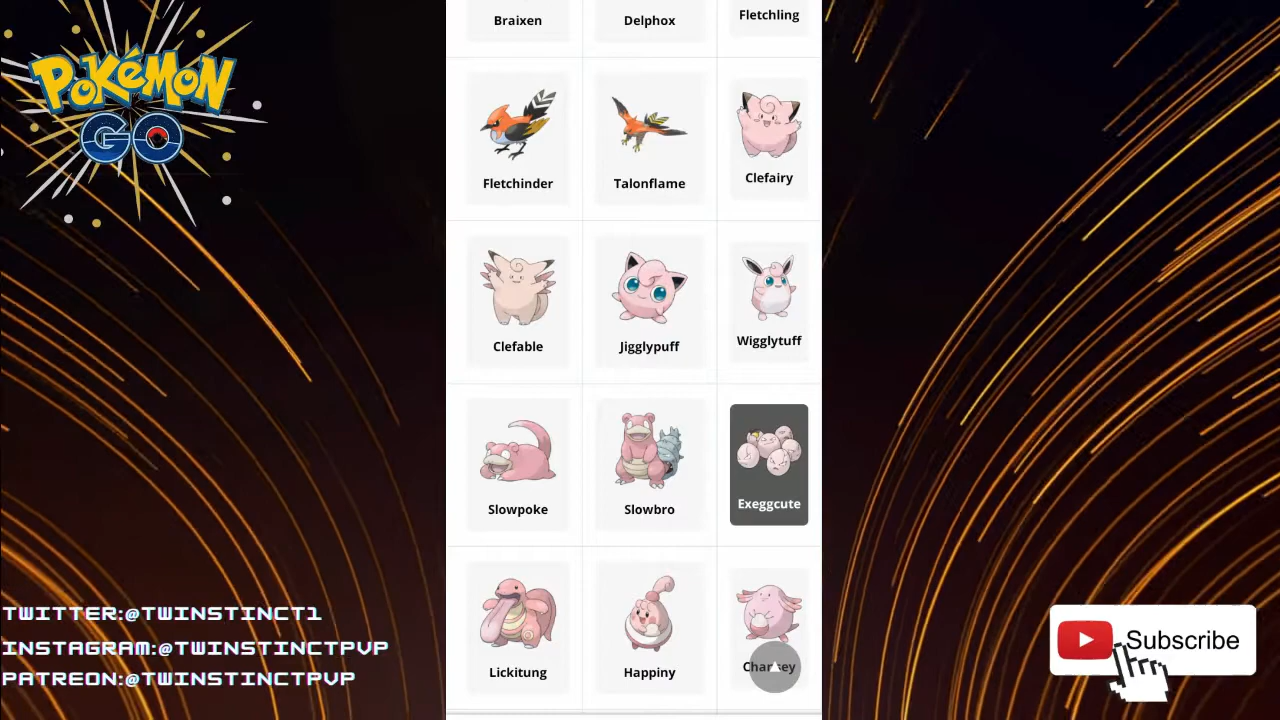 POKéMON
GO
Braixen
Delphox
Fletchling
Fletchinder
Talonflame
Clefairy
Clefable
Jigglypuff
Wigglytuff
Slowpoke
Slowbro
Exeggcute
Lickitung
Happiny
Chansey
TWITTER:@TWINSTINCT1
INSTAGRAM:@TWINSTINCTPVP
PATREON:@TWINSTINCTPVP
Subscribe